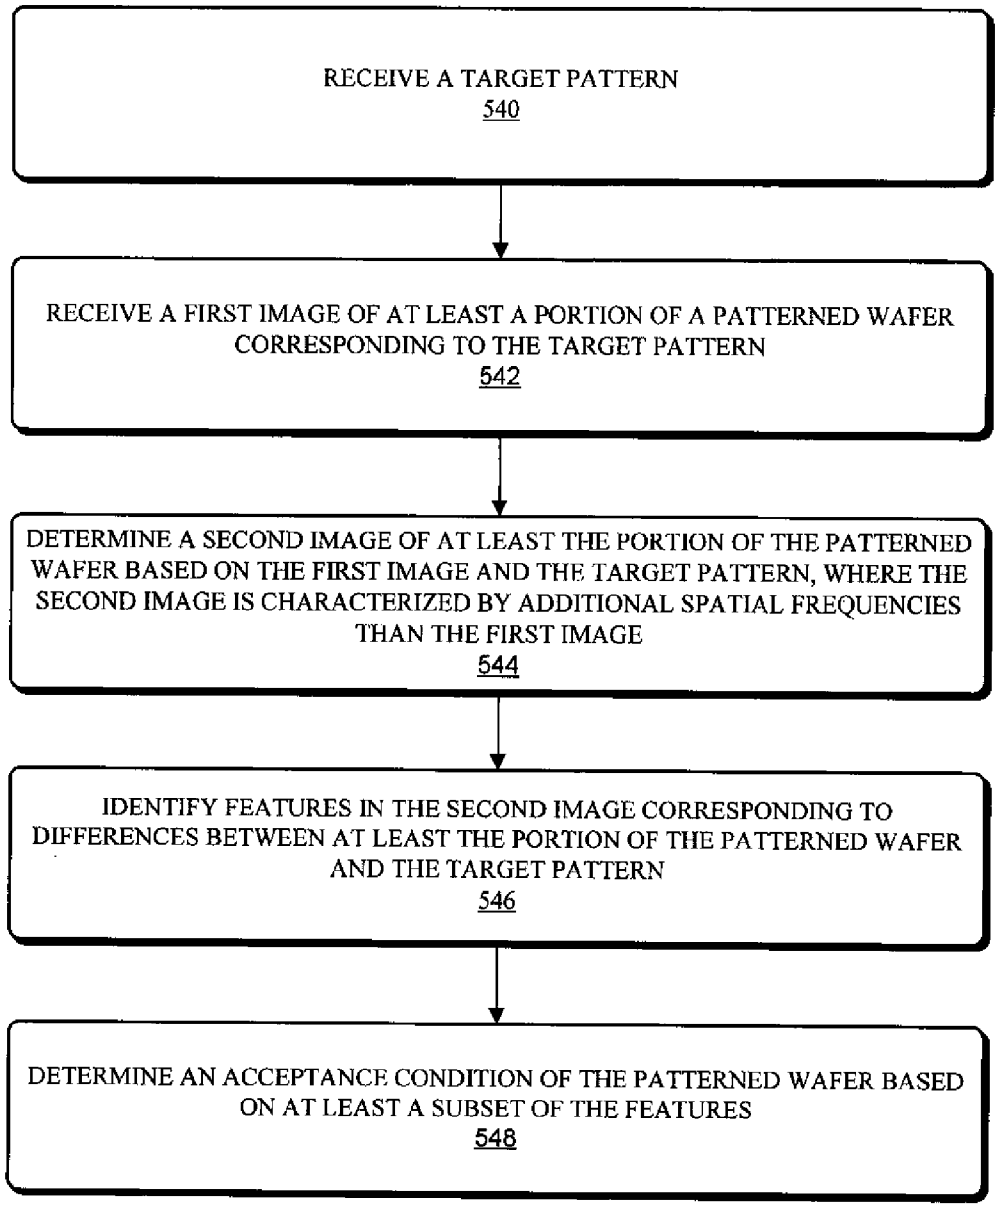 RECEIVE A TARGET PATTERN
540
RECEIVE A FIRST IMAGE OF AT LEAST A PORTION OF A PATTERNED WAFER
CORRESPONDING TO THE TARGET PATTERN
542
DETERMINE A SECOND IMAGE OF AT LEAST THE PORTION OF THE PATTERNED
WAFER BASED ON THE FIRST IMAGE AND THE TARGET PATTERN, WHERE THE
SECOND IMAGE IS CHARACTERIZED BY ADDITIONAL SPATIAL FREQUENCIES
THAN THE FIRST IMAGE
544
IDENTIFY FEATURES IN THE SECOND IMAGE CORRESPONDING TO
DIFFERENCES BETWEEN AT LEAST THE PORTION OF THE PATTERNED WAFER
AND THE TARGET PATTERN
546
DETERMINE AN ACCEPTANCE CONDITION OF THE PATTERNED WAFER BASED
ON AT LEAST A SUBSET OF THE FEATURES
548